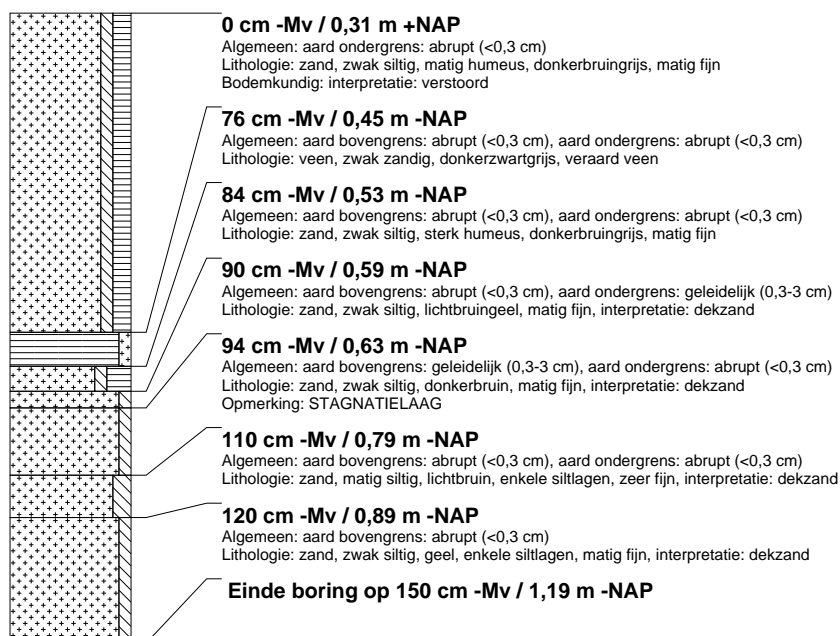 0 cm -Mv / 0,31 m +NAP
Algemeen: aard ondergrens: abrupt (<0,3 cm)
Lithologie: zand, zwak siltig, matig humeus, donkerbruingrijs, matig fijn
Bodemkundig: interpretatie: verstoord
76 cm -Mv / 0,45 m -NAP
Algemeen: aard bovengrens: abrupt (<0,3 cm), aard ondergrens: abrupt (<0,3 cm)
Lithologie: veen, zwak zandig, donkerzwartgrijs, veraard veen
84 cm -Mv / 0,53 m -NAP
Algemeen: aard bovengrens: abrupt (<0,3 cm), aard ondergrens: abrupt (<0,3 cm)
Lithologie: zand, zwak siltig, sterk humeus, donkerbruingrijs, matig fijn
90 cm -Mv / 0,59 m -NAP
Algemeen: aard bovengrens: abrupt (<0,3 cm), aard ondergrens: geleidelijk (0,3-3 cm)
Lithologie: zand, zwak siltig, lichtbruingeel, matig fijn, interpretatie: dekzand
94 cm -Mv / 0,63 m -NAP
Algemeen: aard bovengrens: geleidelijk (0,3-3 cm), aard ondergrens: abrupt (<0,3 cm)
Lithologie: zand, zwak siltig, donkerbruin, matig fijn, interpretatie: dekzand
Opmerking: STAGNATIELAAG
110 cm -Mv / 0,79 m -NAP
Algemeen: aard bovengrens: abrupt (<0,3 cm), aard ondergrens: abrupt (<0,3 cm)
Lithologie: zand, matig siltig, lichtbruin, enkele siltlagen, zeer fijn, interpretatie: dekzand
120 cm -Mv / 0,89 m -NAP
Algemeen: aard bovengrens: abrupt (<0,3 cm)
Lithologie: zand, zwak siltig, geel, enkele siltlagen, matig fijn, interpretatie: dekzand
Einde boring op 150 cm -Mv / 1,19 m -NAP